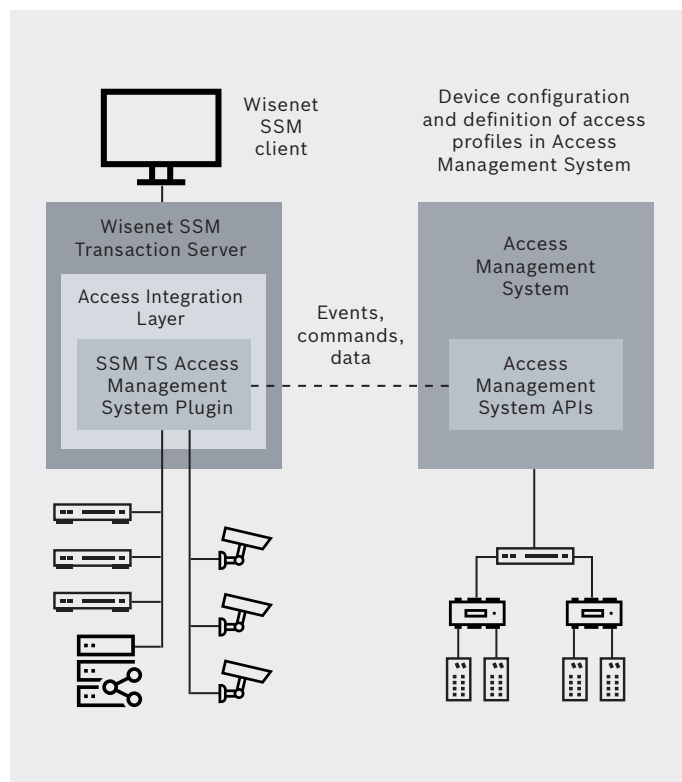 Wisenet
SSM
client
Device configuration
and definition of access
profiles in Access
Management System
Wisenet SSM
Transaction Server
Access Integration
Layer
SSM TS Access
Management
System Plugin
Events,
commands,
data
Access
Management
System
Access
Management
System APIs